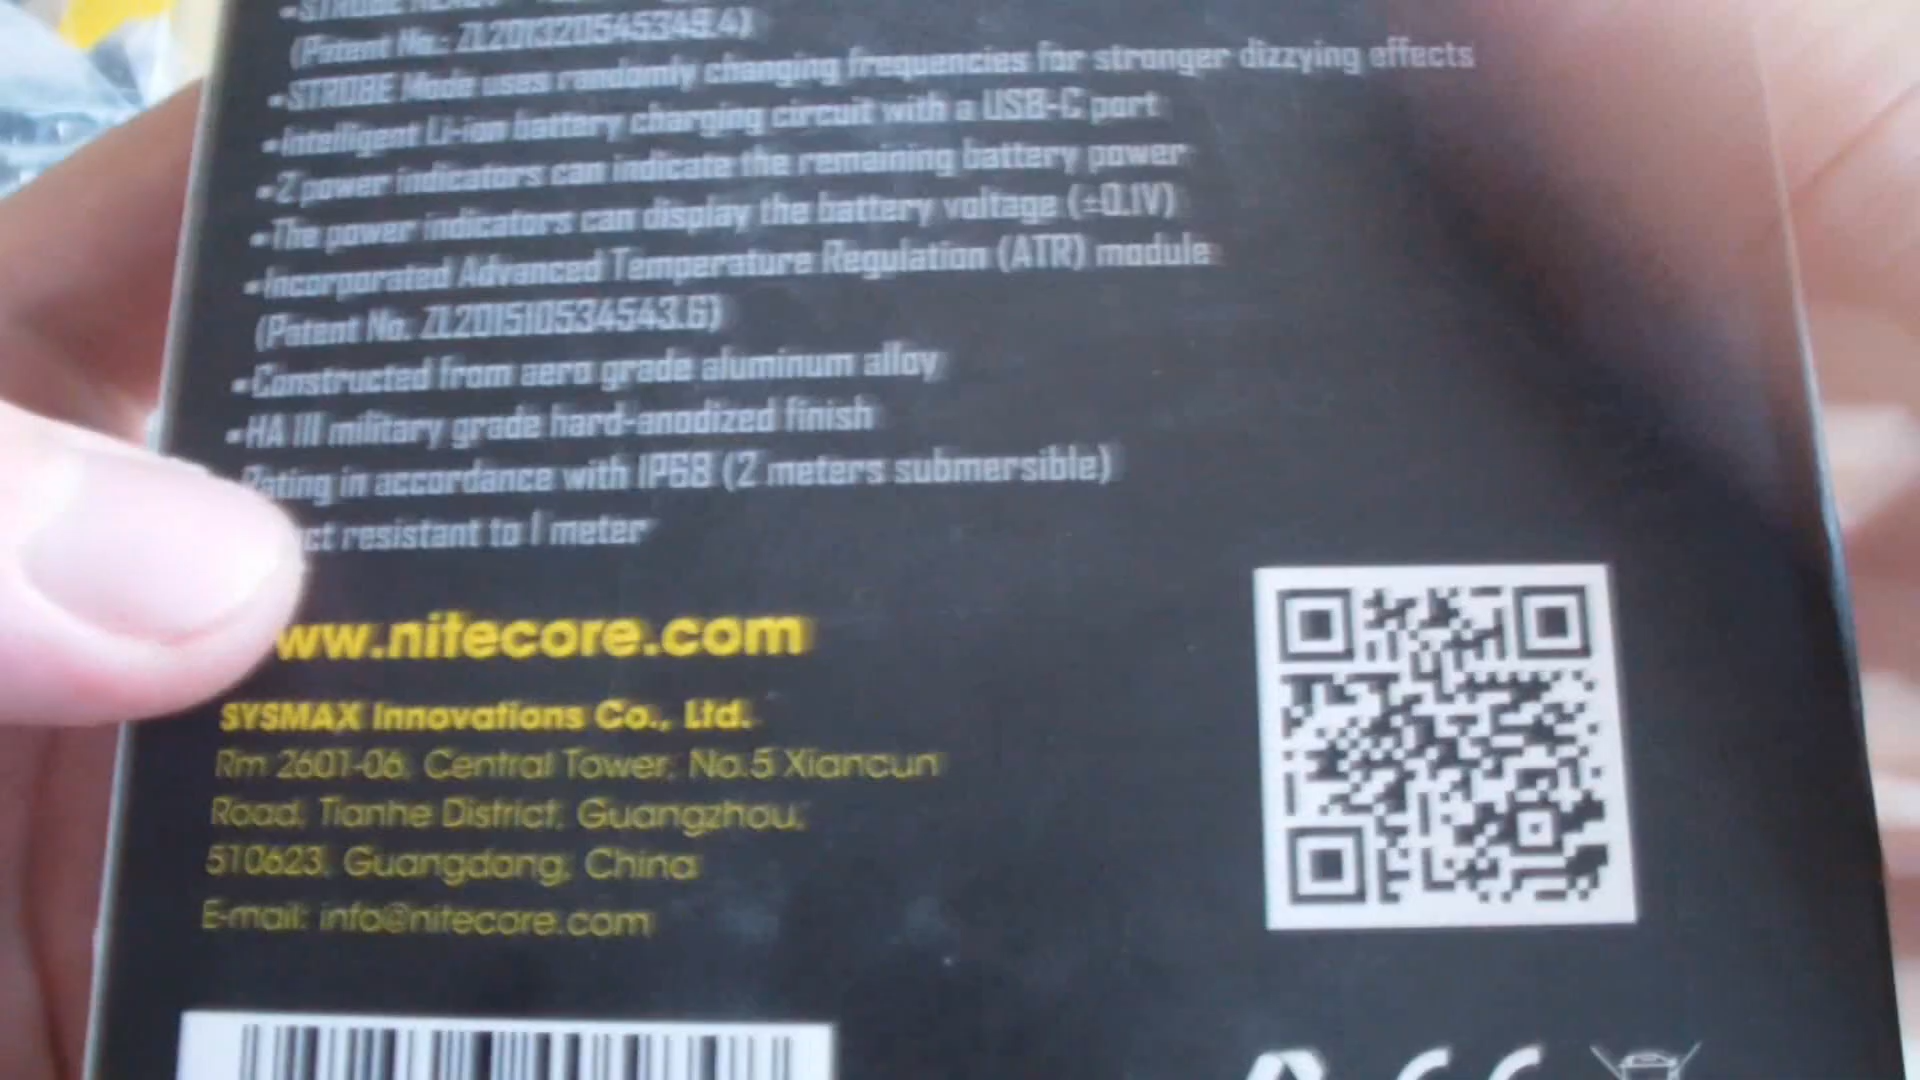 •STROBE READY
(Patent No.: ZL201320545349.4)
•STROBE Mode uses randomly changing frequencies for stronger dizzying effects
•Intelligent Li-ion battery charging circuit with a USB-C port
•2 power indicators can indicate the remaining battery power
•The power indicators can display the battery voltage (±0.1V)
•Incorporated Advanced Temperature Regulation (ATR) module
(Patent No. ZL201510534543.6)
•Constructed from aero grade aluminum alloy
•HA III military grade hard-anodized finish
Rating in accordance with IP68 (2 meters submersible)
ct resistant to 1 meter
ww.nitecore.com
SYSMAX Innovations Co., Ltd.
Rm 2601-06, Central Tower, No.5 Xiancun
Road, Tianhe District, Guangzhou,
510623, Guangdong, China
E-mail: info@nitecore.com